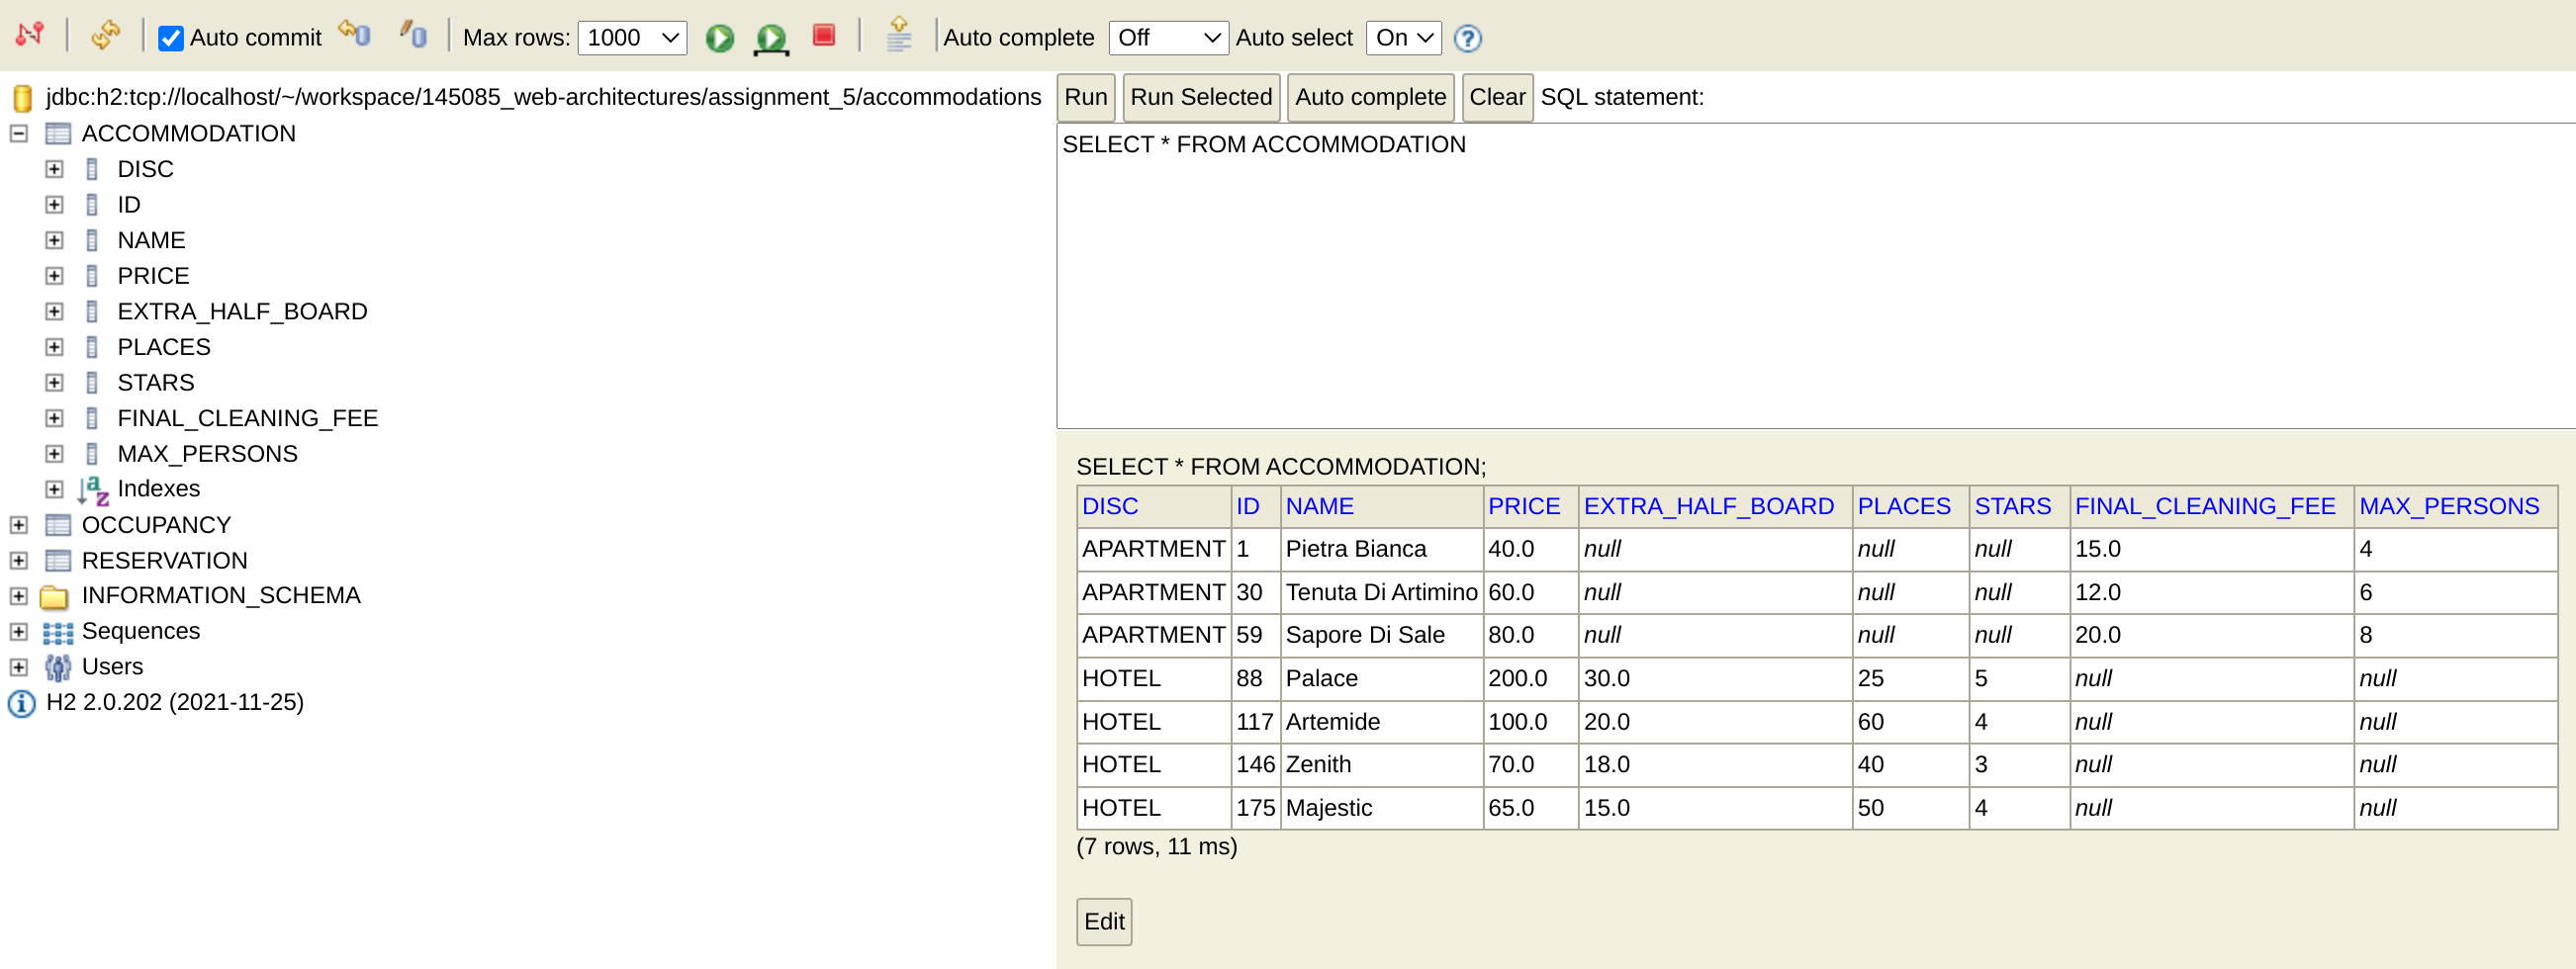 Auto commit Max rows: 1000 Auto complete Off Auto select On
jdbc:h2:tcp://localhost/~/workspace/145085_web-architectures/assignment_5/accommodations
ACCOMMODATION
DISC
ID
NAME
PRICE
EXTRA_HALF_BOARD
PLACES
STARS
FINAL_CLEANING_FEE
MAX_PERSONS
Indexes
OCCUPANCY
RESERVATION
INFORMATION_SCHEMA
Sequences
Users
H2 2.0.202 (2021-11-25)
Run Run Selected Auto complete Clear SQL statement:
SELECT * FROM ACCOMMODATION
SELECT * FROM ACCOMMODATION;
DISC ID NAME PRICE EXTRA_HALF_BOARD PLACES STARS FINAL_CLEANING_FEE MAX_PERSONS
APARTMENT 1 Pietra Bianca 40.0 null null null 15.0 4
APARTMENT 30 Tenuta Di Artimino 60.0 null null null 12.0 6
APARTMENT 59 Sapore Di Sale 80.0 null null null 20.0 8
HOTEL 88 Palace 200.0 30.0 25 5 null null
HOTEL 117 Artemide 100.0 20.0 60 4 null null
HOTEL 146 Zenith 70.0 18.0 40 3 null null
HOTEL 175 Majestic 65.0 15.0 50 4 null null
(7 rows, 11 ms)
Edit